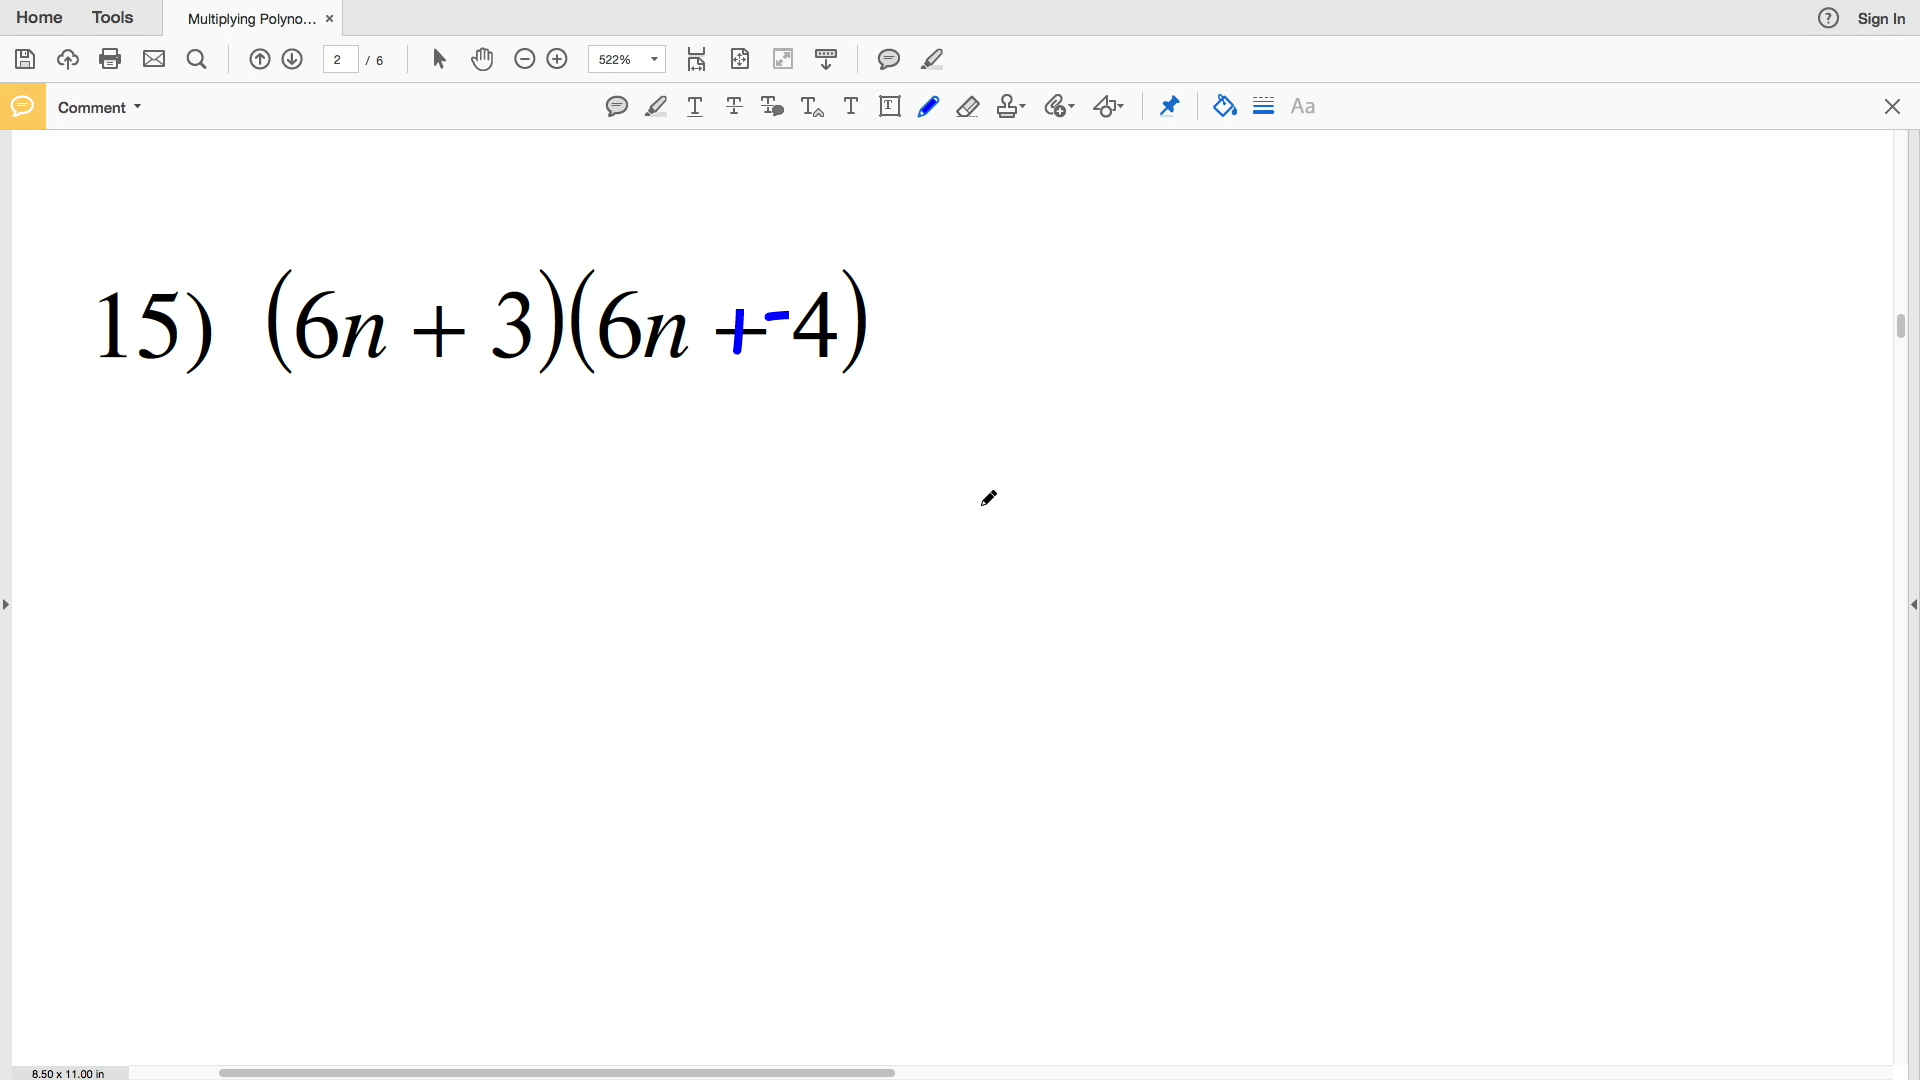 Home Tools Multiplying Polyno... × ? Sign In
2 / 6 522%
Comment T T T T T T Aa
15) (6n + 3)(6n + -4)
8.50 x 11.00 in